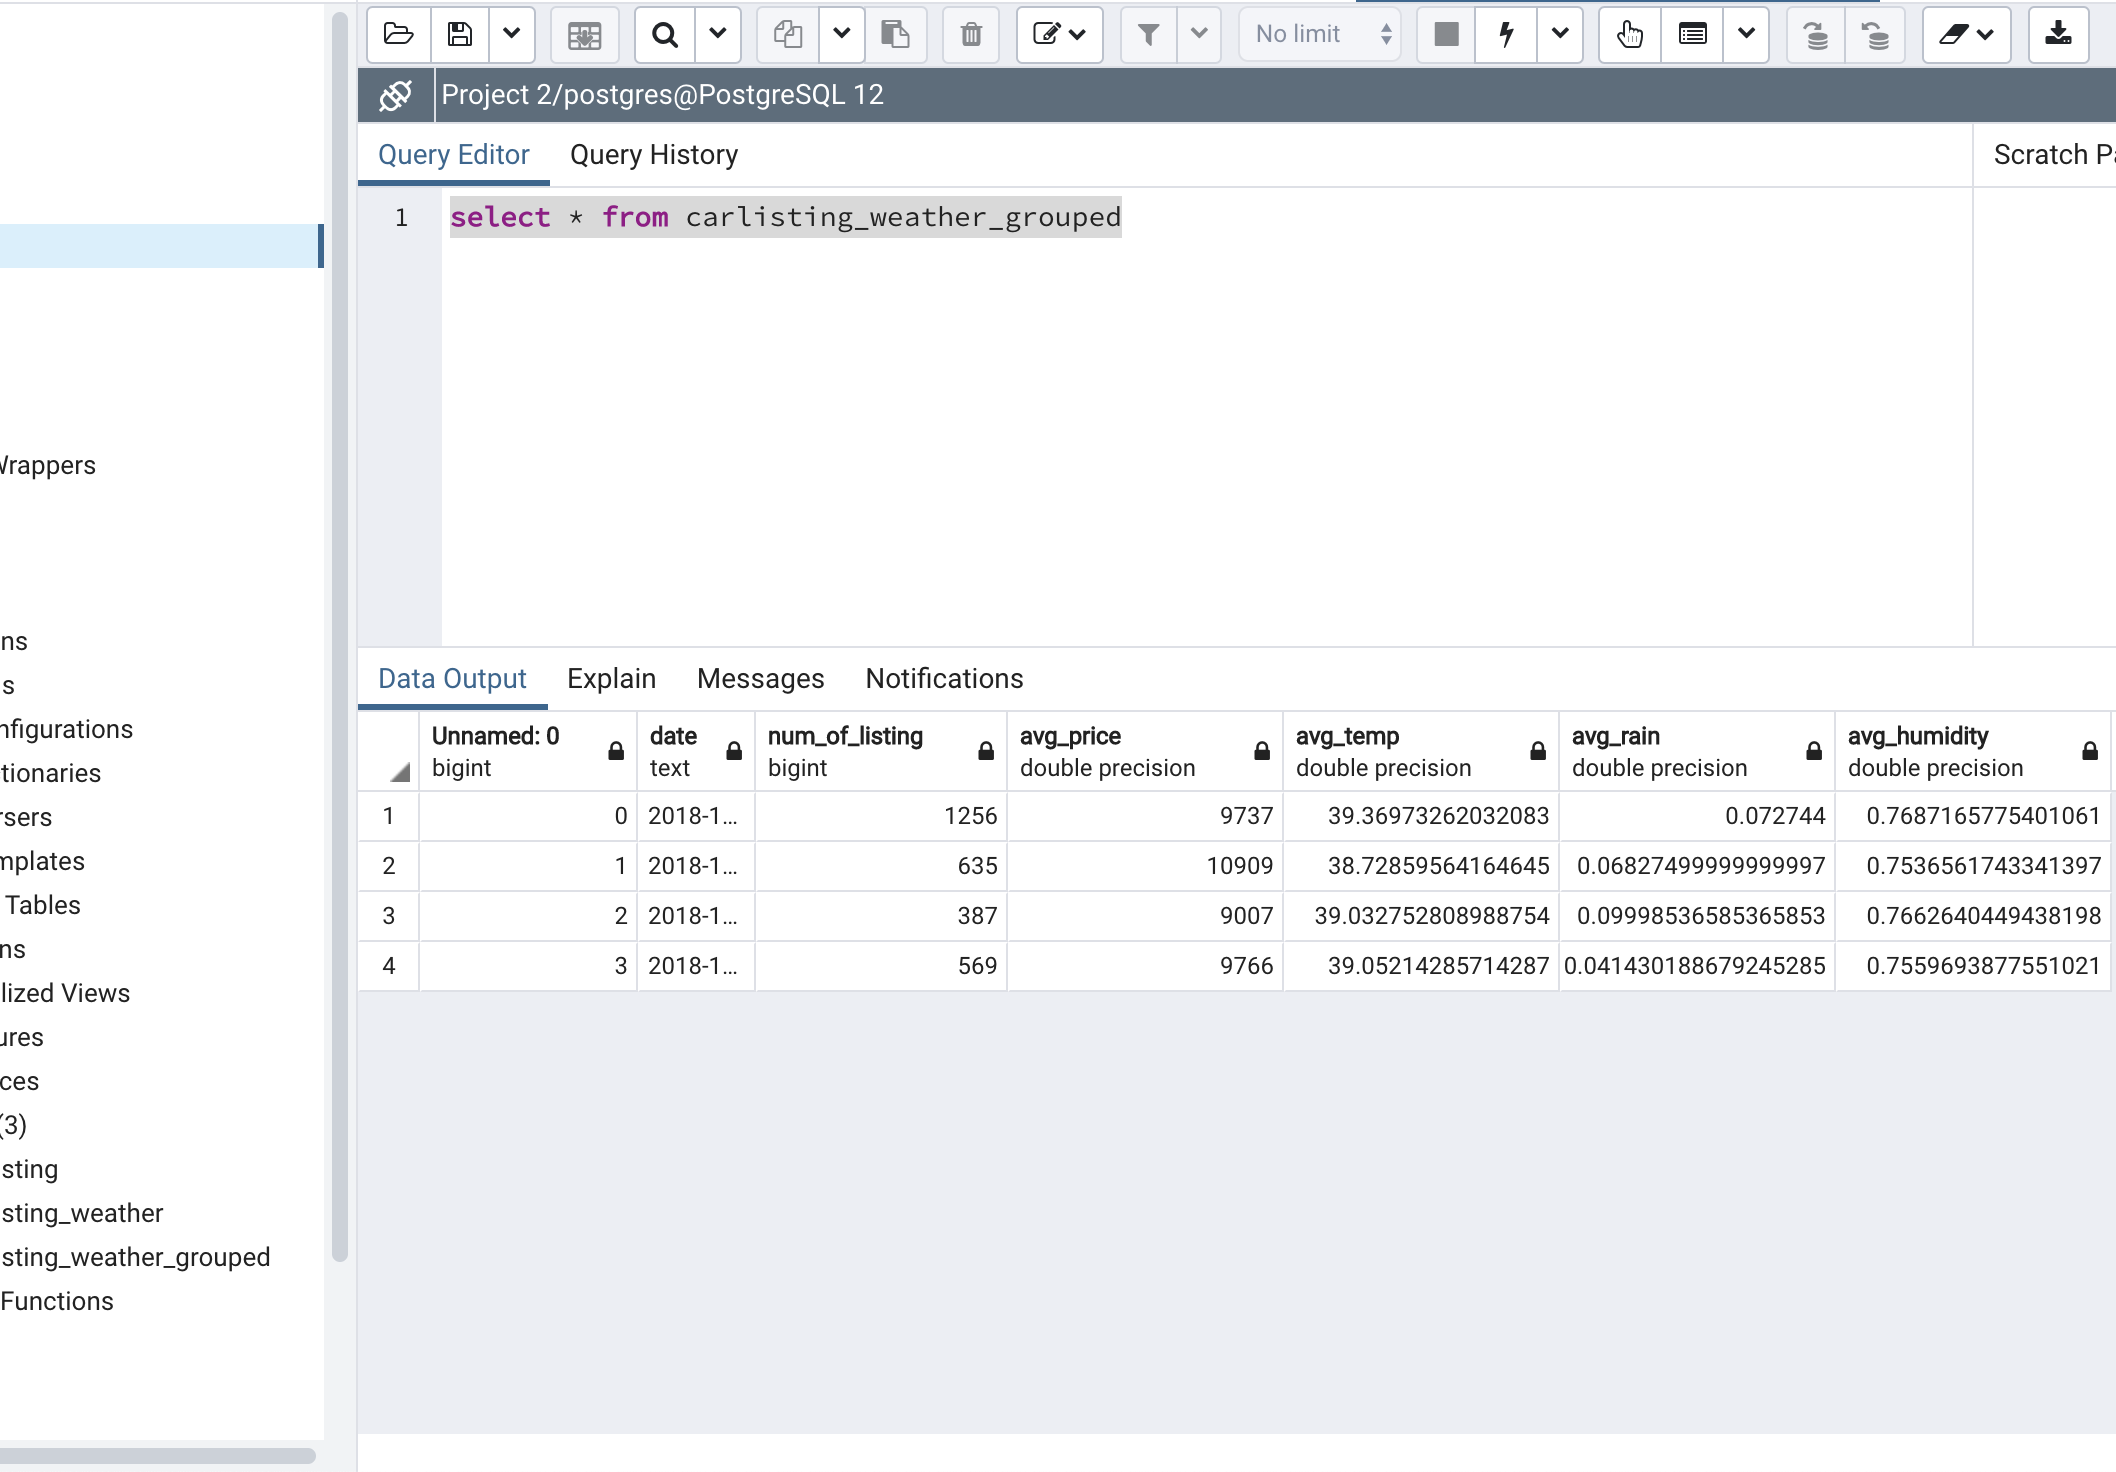 No limit
Project 2/postgres@PostgreSQL 12
Query Editor Query History
1 select * from carlisting_weather_grouped
Wrappers
ns
s
nfigurations
tionaries
rsers
mplates
Tables
ns
lized Views
ures
ces
(3)
sting
sting_weather
sting_weather_grouped
Functions
Scratch Pa
Data Output Explain Messages Notifications
Unnamed: 0 date num_of_listing avg_price avg_temp avg_rain avg_humidity
bigint text bigint double precision double precision double precision double precision
1 0 2018-1... 1256 9737 39.36973262032083 0.072744 0.7687165775401061
2 1 2018-1... 635 10909 38.72859564164645 0.06827499999999997 0.7536561743341397
3 2 2018-1... 387 9007 39.032752808988754 0.09998536585365853 0.7662640449438198
4 3 2018-1... 569 9766 39.05214285714287 0.041430188679245285 0.7559693877551021